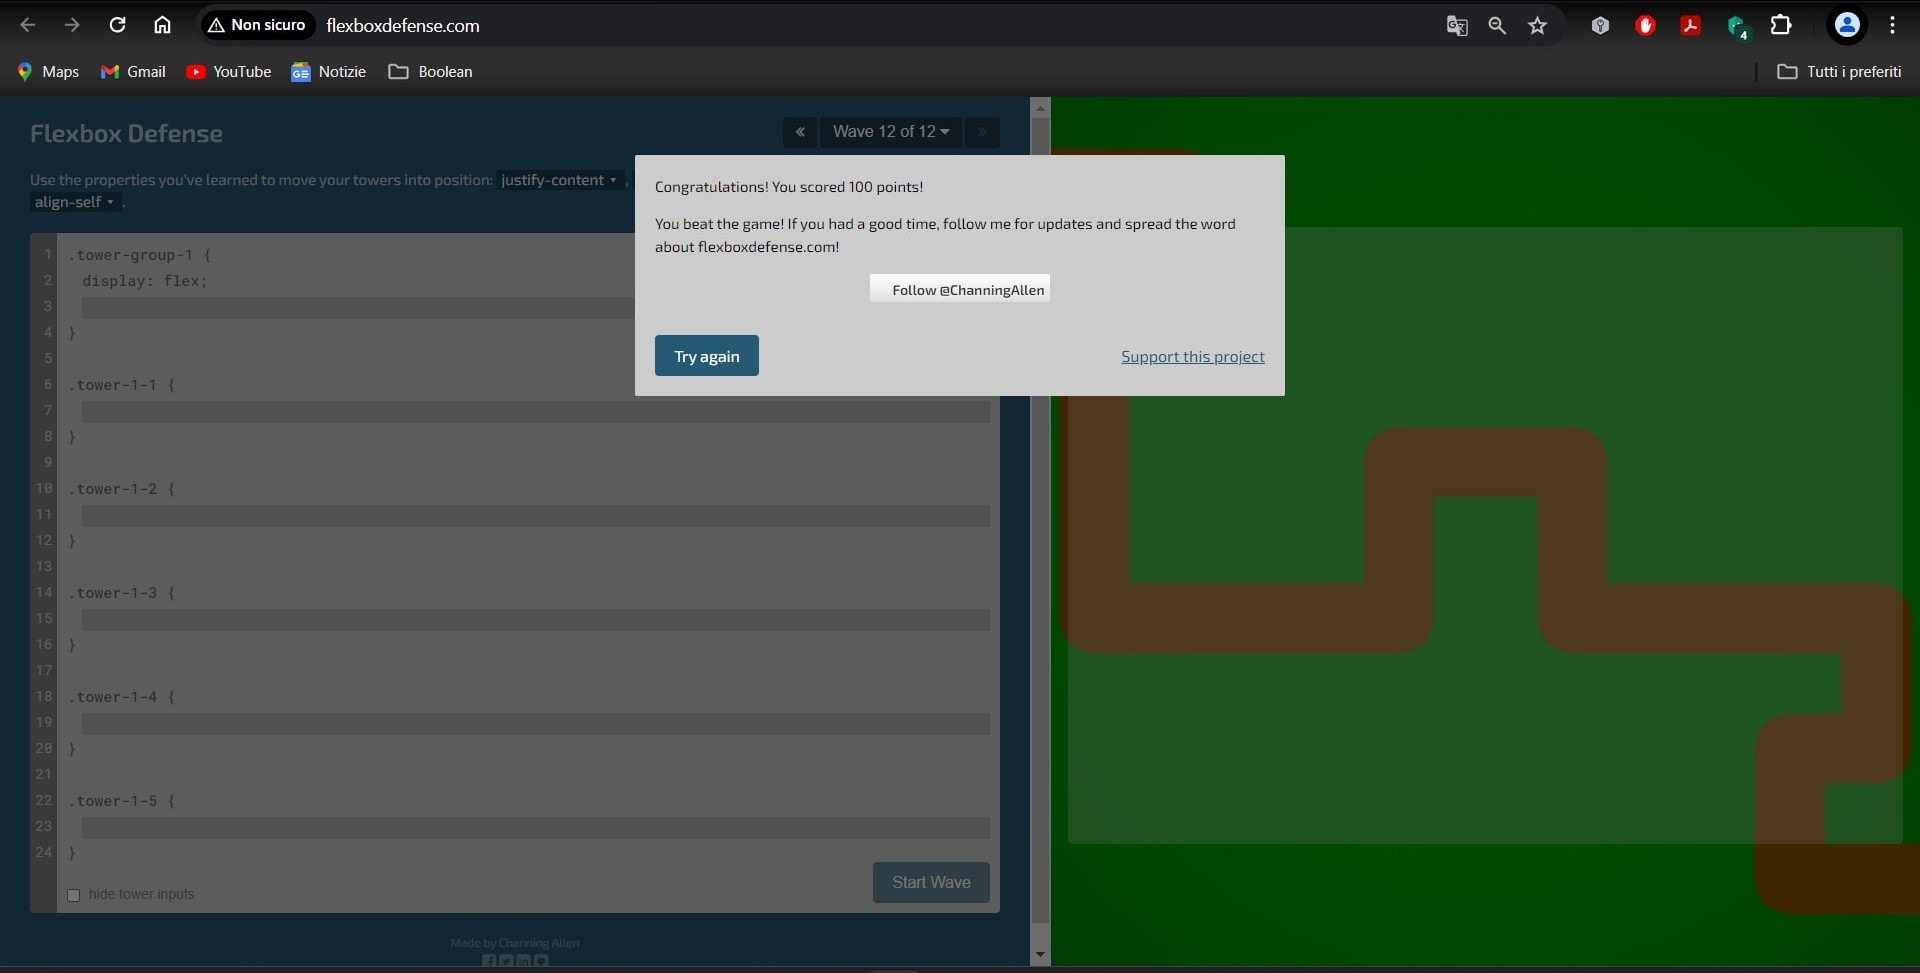 Non sicuro flexboxdefense.com
4
Maps Gmail YouTube Notizie Boolean Tutti i preferiti
Flexbox Defense
« Wave 12 of 12 »
Use the properties you've learned to move your towers into position: justify-content ,
align-self .
1 .tower-group-1 {
2 display: flex;
3
4 }
5
6 .tower-1-1 {
7
8 }
9
10 .tower-1-2 {
11
12 }
13
14 .tower-1-3 {
15
16 }
17
18 .tower-1-4 {
19
20 }
21
22 .tower-1-5 {
23
24 }
hide tower inputs
Start Wave
Made by Channing Allen
Congratulations! You scored 100 points!
You beat the game! If you had a good time, follow me for updates and spread the word
about flexboxdefense.com!
Follow @ChanningAllen
Try again
Support this project